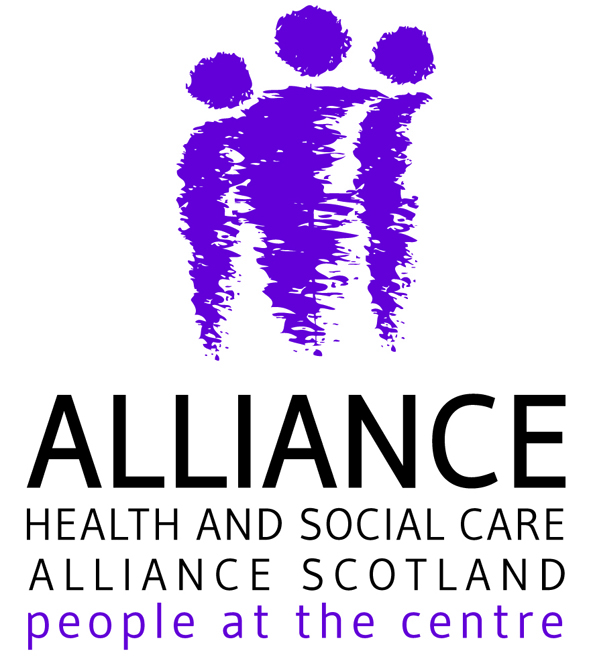 ALLIANCE
HEALTH AND SOCIAL CARE
ALLIANCE SCOTLAND
people at the centre